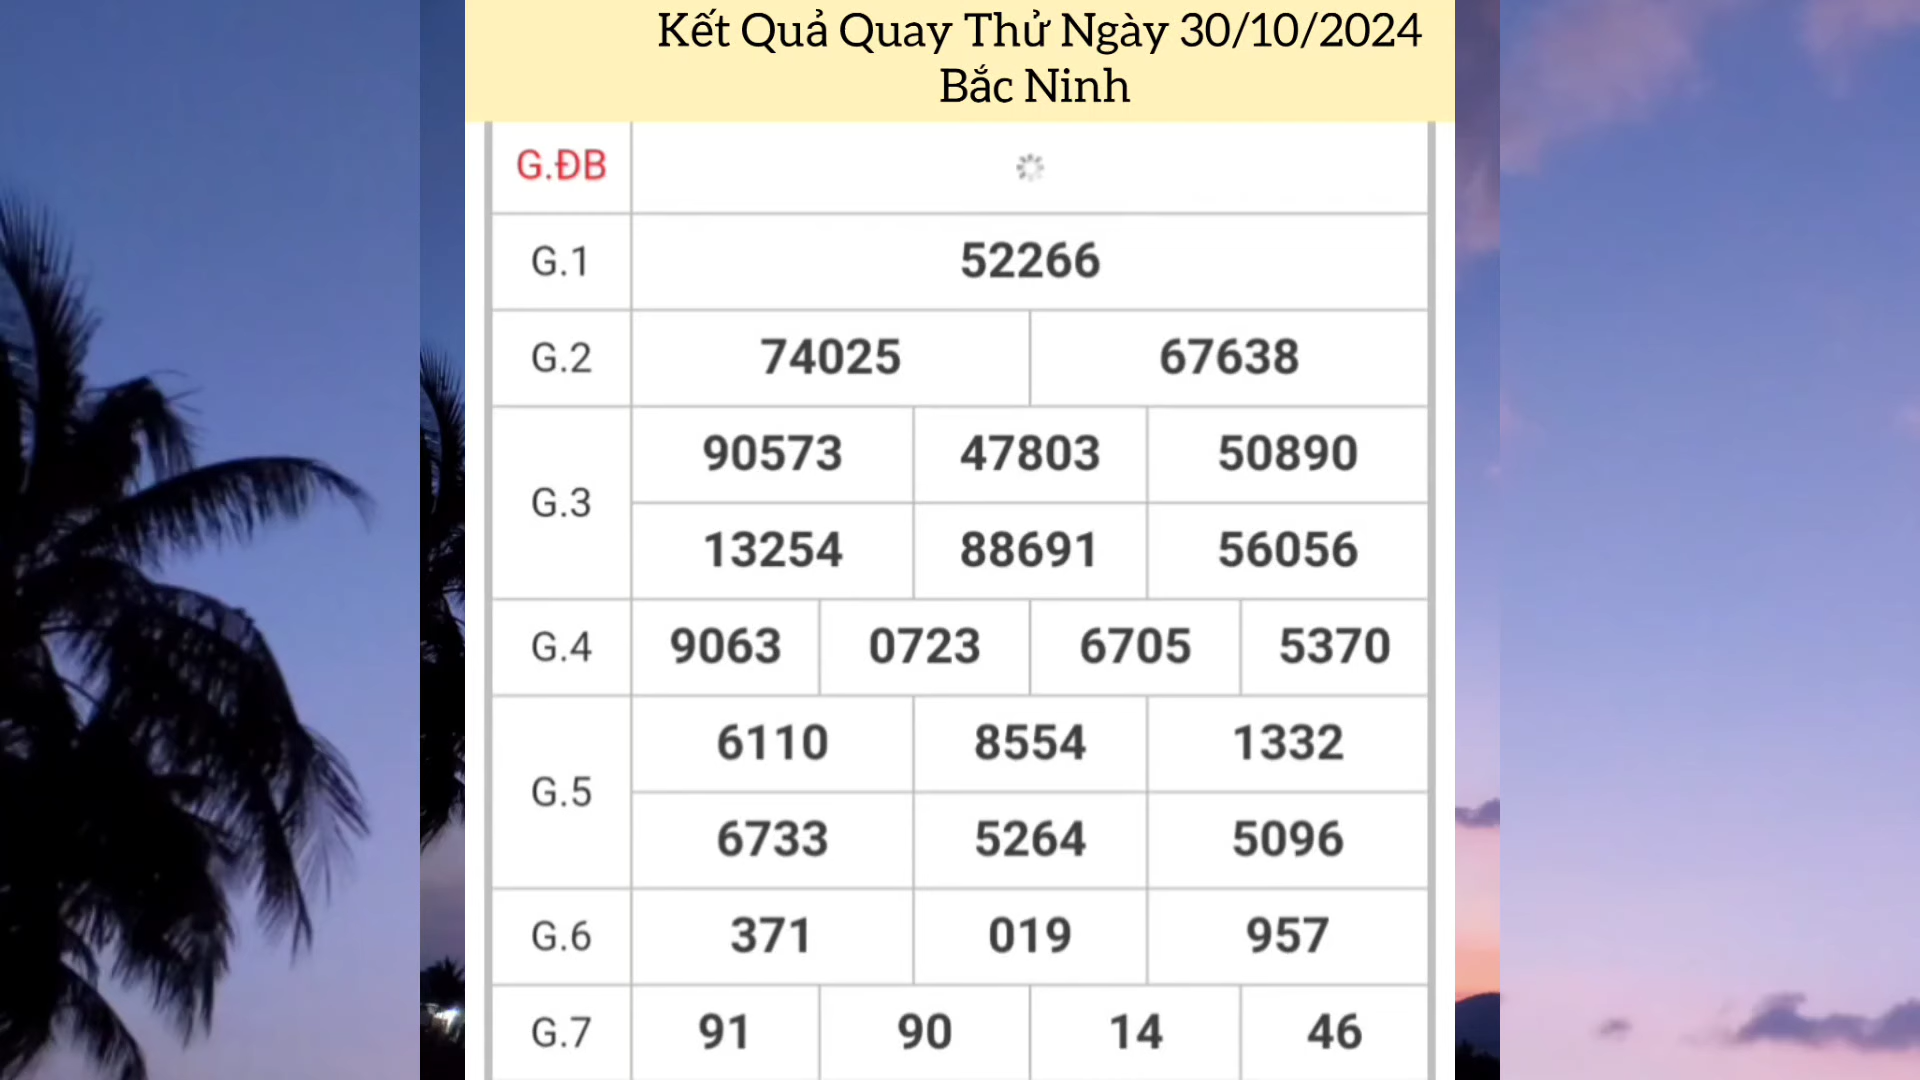 Kết Quả Quay Thử Ngày 30/10/2024
Bắc Ninh
G.ĐB
G.1 52266
G.2 74025 67638
G.3 90573 47803 50890
13254 88691 56056
G.4 9063 0723 6705 5370
G.5 6110 8554 1332
6733 5264 5096
G.6 371 019 957
G.7 91 90 14 46